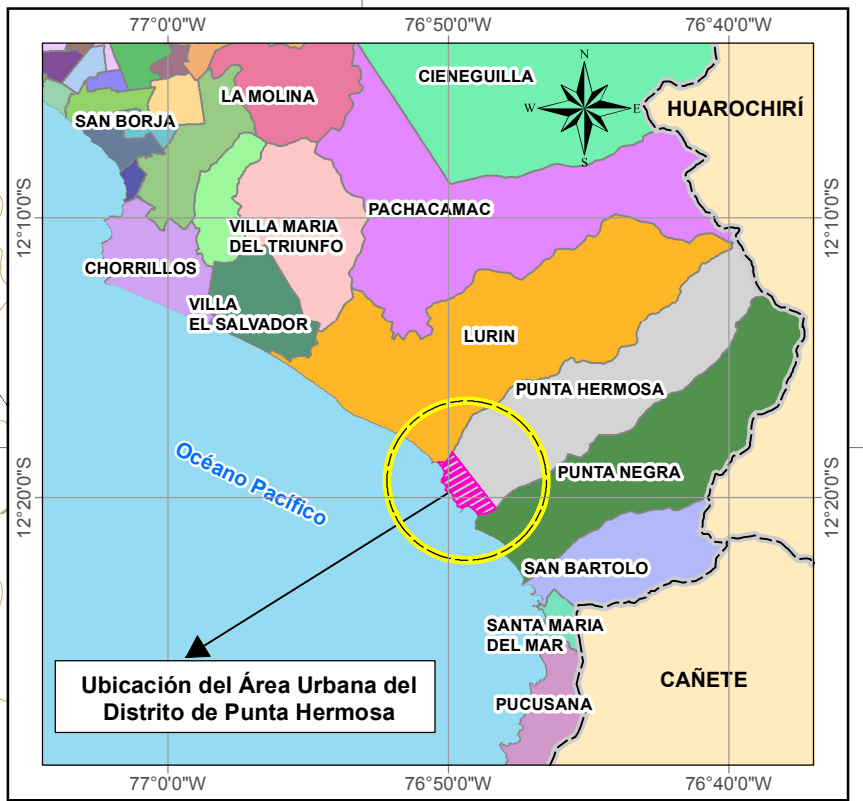 77°0'0"W
76°50'0"W
76°40'0"W
CIENEGUILLA
N
W
E
S
LA MOLINA
HUAROCHIRÍ
SAN BORJA
12°10'0"S
12°10'0"S
PACHACAMAC
VILLA MARIA
DEL TRIUNFO
CHORRILLOS
VILLA
EL SALVADOR
LURIN
PUNTA HERMOSA
Océano Pacífico
PUNTA NEGRA
12°20'0"S
12°20'0"S
SAN BARTOLO
SANTA MARIA
DEL MAR
Ubicación del Área Urbana del
Distrito de Punta Hermosa
CAÑETE
PUCUSANA
77°0'0"W
76°50'0"W
76°40'0"W